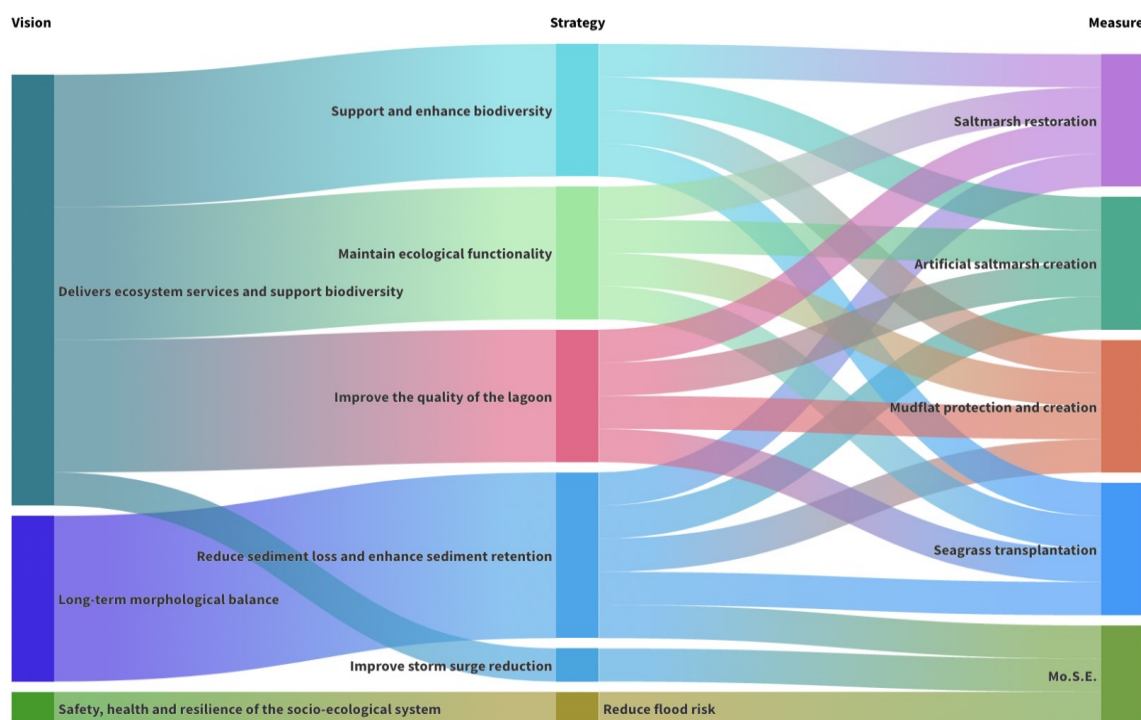 Vision
Strategy
Measure
Support and enhance biodiversity
Saltmarsh restoration
Maintain ecological functionality
Artificial saltmarsh creation
Delivers ecosystem services and support biodiversity
Improve the quality of the lagoon
Mudflat protection and creation
Reduce sediment loss and enhance sediment retention
Seagrass transplantation
Long-term morphological balance
Improve storm surge reduction
Mo.S.E.
Safety, health and resilience of the socio-ecological system
Reduce flood risk